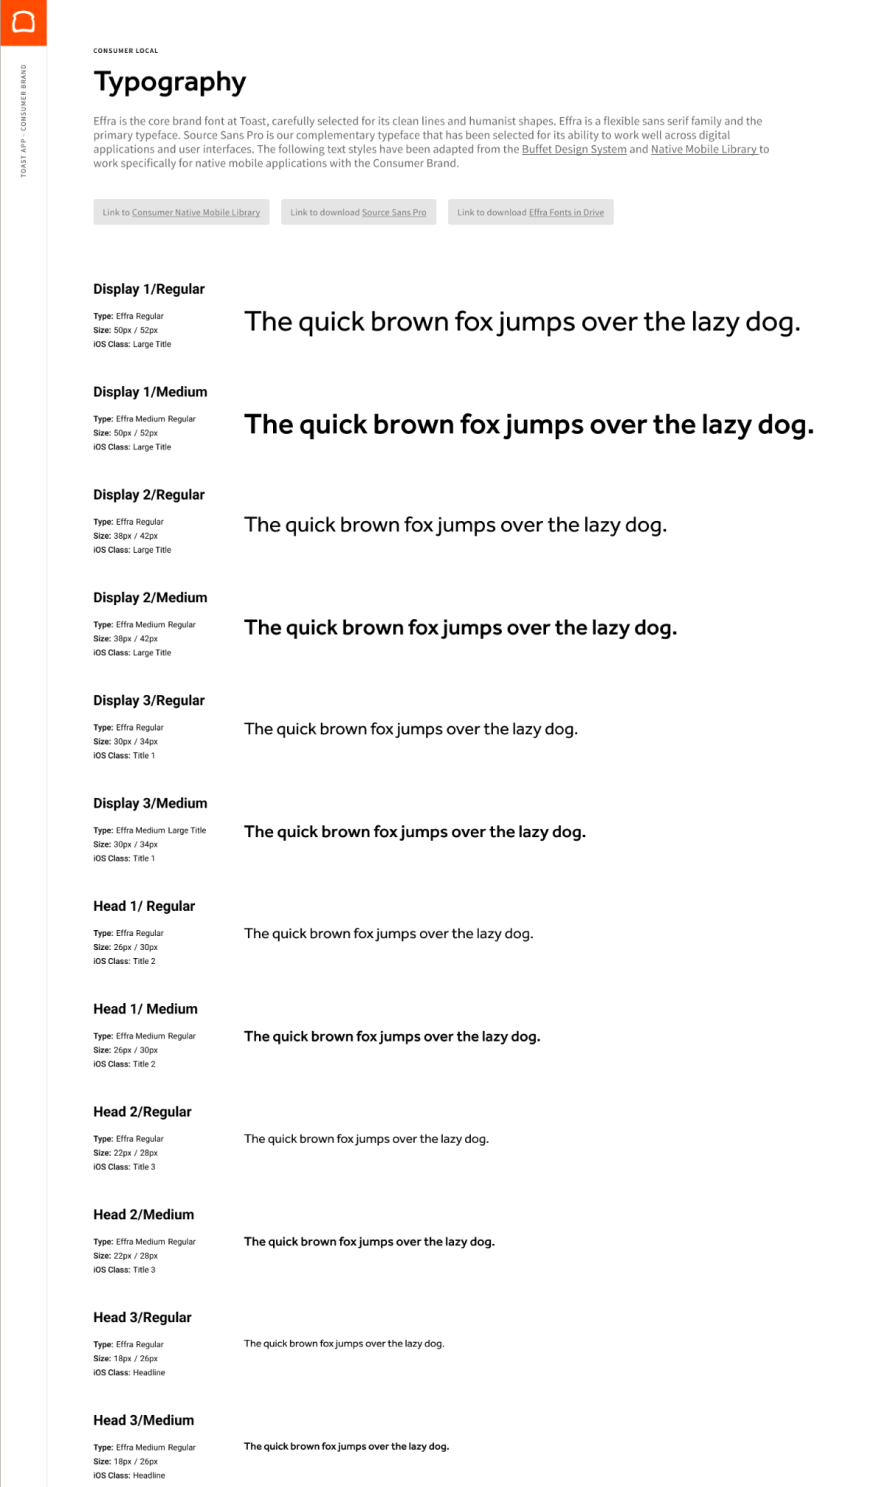 CONSUMER LOCAL
Typography
TOAST APP - CONSUMER BRAND
Effra is the core brand font at Toast, carefully selected for its clean lines and humanist shapes. Effra is a flexible sans serif family and the
primary typeface. Source Sans Pro is our complementary typeface that has been selected for its ability to work well across digital
applications and user interfaces. The following text styles have been adapted from the Buffet Design System and Native Mobile Library to
work specifically for native mobile applications with the Consumer Brand.
Link to Consumer Native Mobile Library
Link to download Source Sans Pro
Link to download Effra Fonts in Drive
Display 1/Regular
Type: Effra Regular
Size: 50px / 52px
iOS Class: Large Title
The quick brown fox jumps over the lazy dog.
Display 1/Medium
Type: Effra Medium Regular
Size: 50px / 52px
iOS Class: Large Title
The quick brown fox jumps over the lazy dog.
Display 2/Regular
Type: Effra Regular
Size: 38px / 42px
iOS Class: Large Title
The quick brown fox jumps over the lazy dog.
Display 2/Medium
Type: Effra Medium Regular
Size: 38px / 42px
iOS Class: Large Title
The quick brown fox jumps over the lazy dog.
Display 3/Regular
Type: Effra Regular
Size: 30px / 34px
iOS Class: Title 1
The quick brown fox jumps over the lazy dog.
Display 3/Medium
Type: Effra Medium Large Title
Size: 30px / 34px
iOS Class: Title 1
The quick brown fox jumps over the lazy dog.
Head 1/ Regular
Type: Effra Regular
Size: 26px / 30px
iOS Class: Title 2
The quick brown fox jumps over the lazy dog.
Head 1/ Medium
Type: Effra Medium Regular
Size: 26px / 30px
iOS Class: Title 2
The quick brown fox jumps over the lazy dog.
Head 2/Regular
Type: Effra Regular
Size: 22px / 28px
iOS Class: Title 3
The quick brown fox jumps over the lazy dog.
Head 2/Medium
Type: Effra Medium Regular
Size: 22px / 28px
iOS Class: Title 3
The quick brown fox jumps over the lazy dog.
Head 3/Regular
Type: Effra Regular
Size: 18px / 26px
iOS Class: Headline
The quick brown fox jumps over the lazy dog.
Head 3/Medium
Type: Effra Medium Regular
Size: 18px / 26px
iOS Class: Headline
The quick brown fox jumps over the lazy dog.